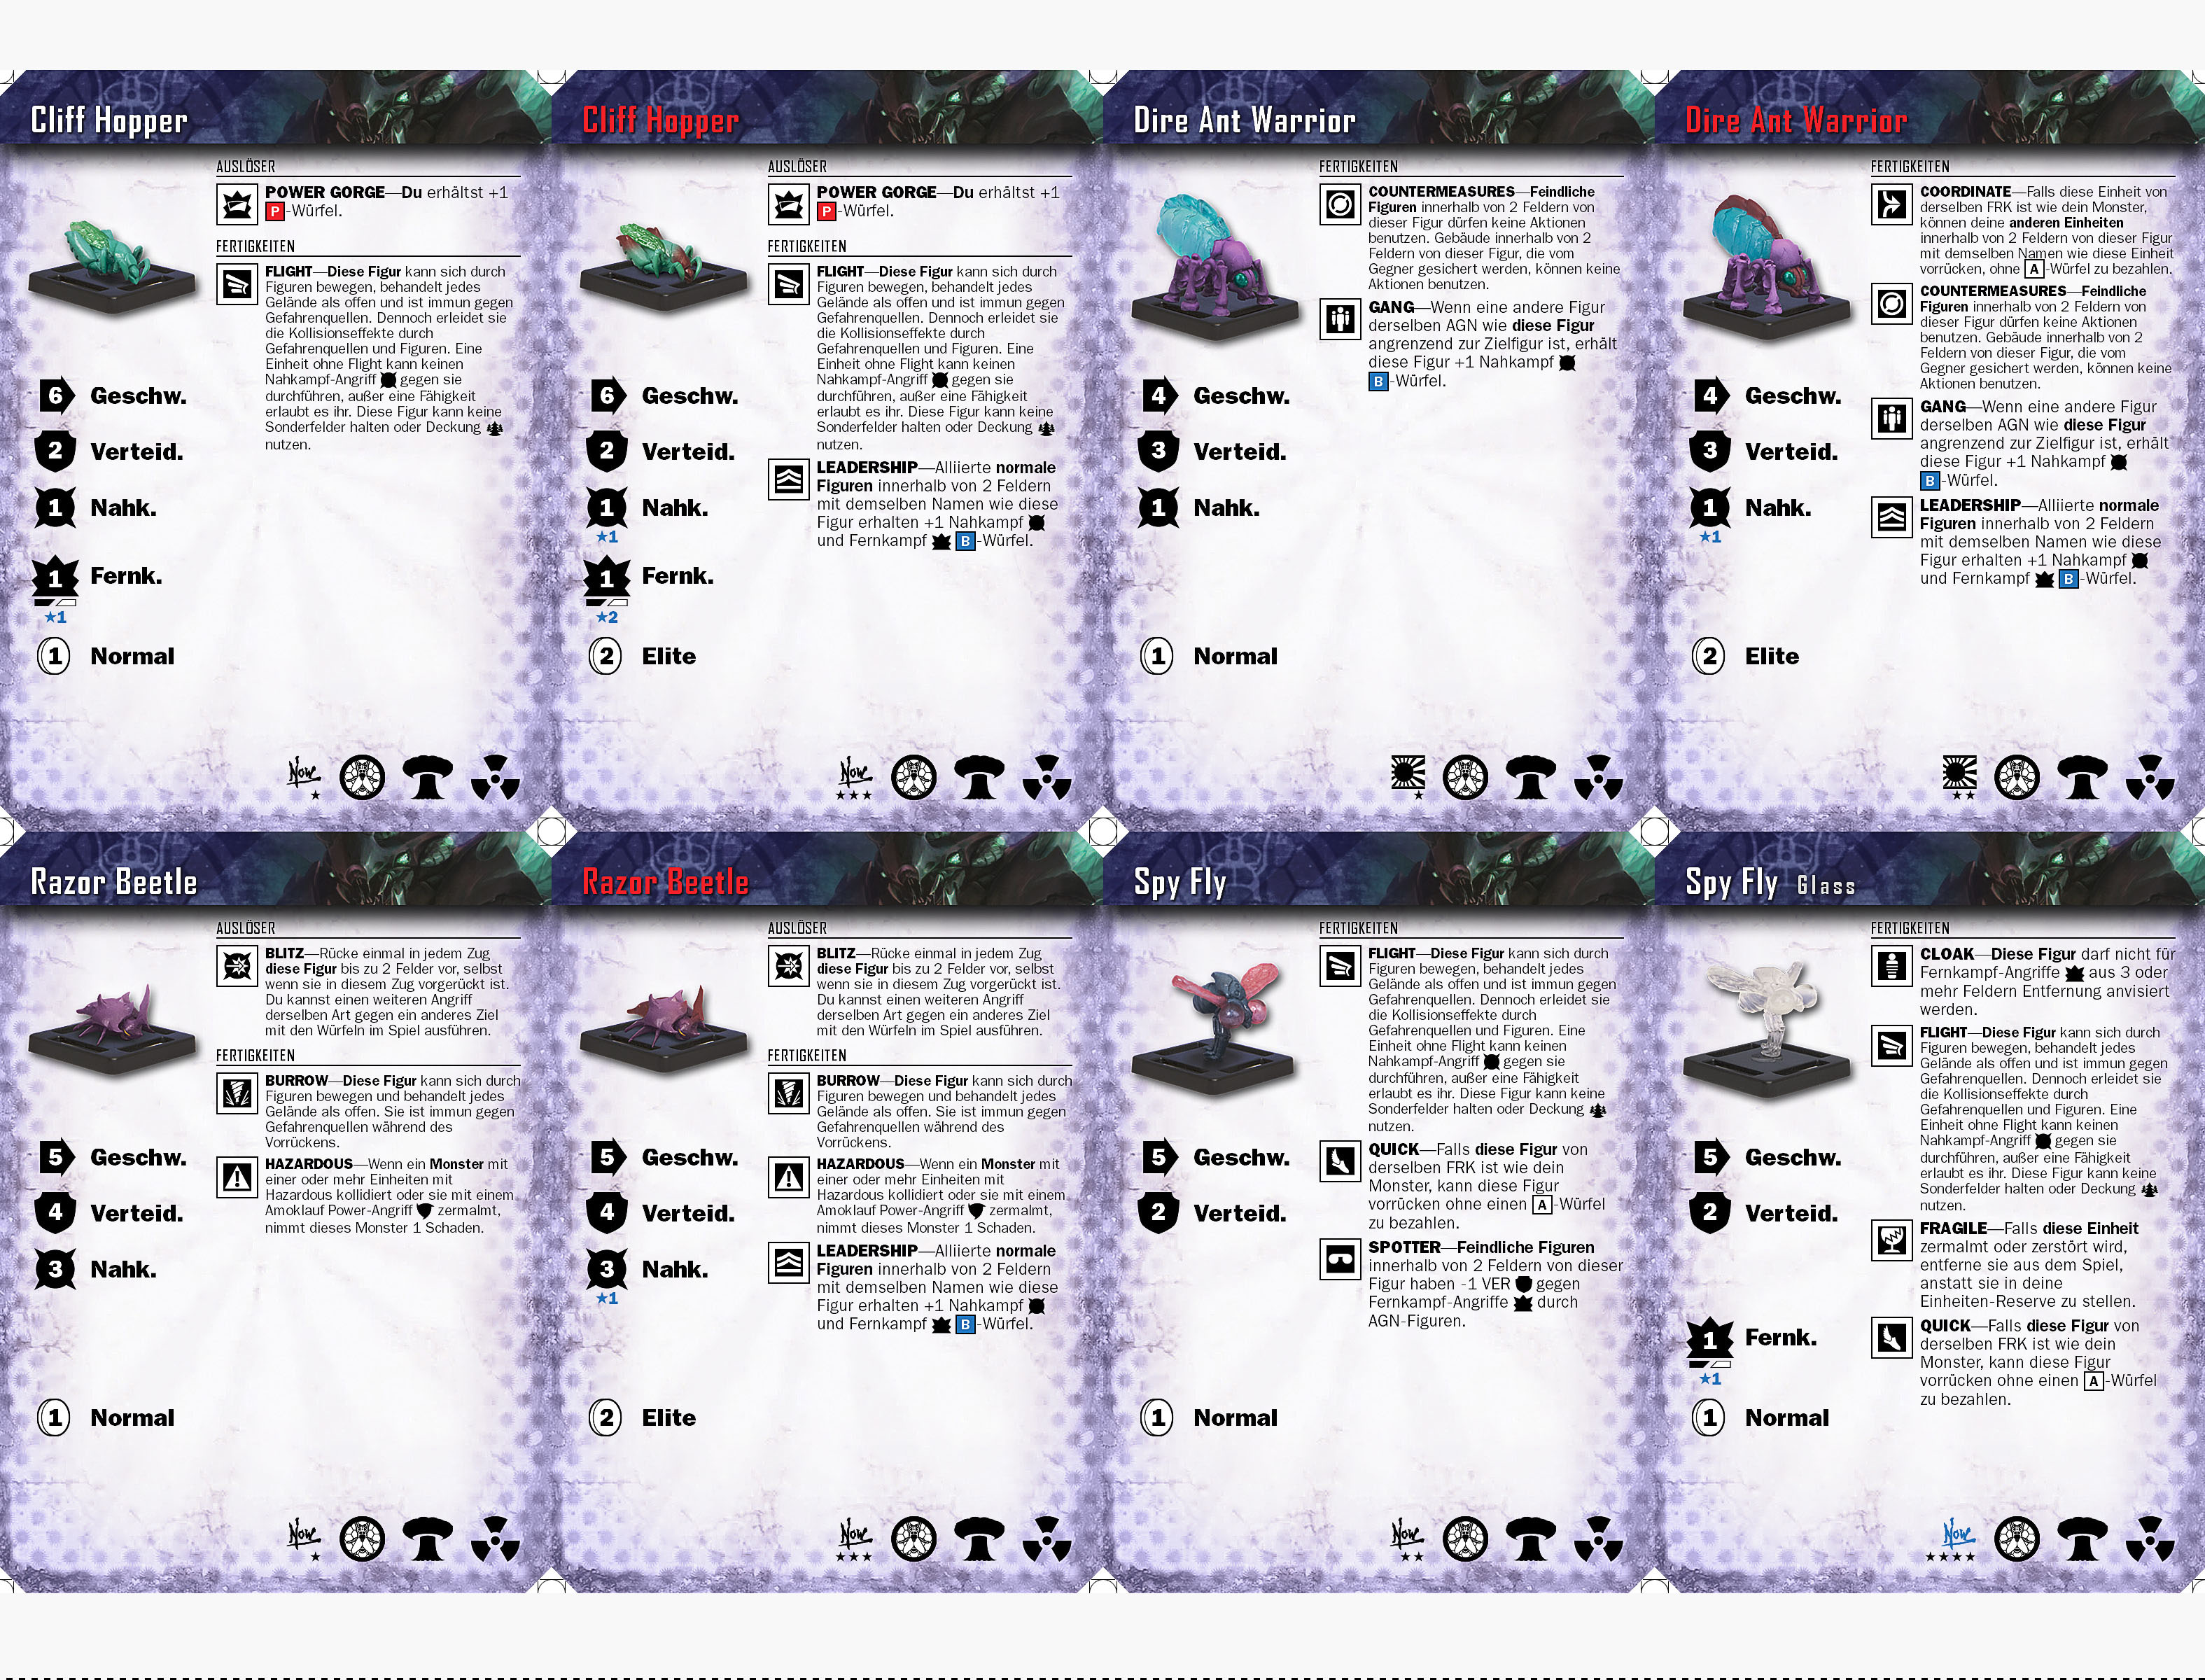 Cliff Hopper
AUSLÖSER
POWER GORGE—Du erhältst +1
P-Würfel.
FERTIGKEITEN
FLIGHT—Diese Figur kann sich durch
Figuren bewegen, behandelt jedes
Gelände als offen und ist immun gegen
Gefahrenquellen. Dennoch erleidet sie
die Kollisionseffekte durch
Gefahrenquellen und Figuren. Eine
Einheit ohne Flight kann keinen
Nahkampf-Angriff gegen sie
durchführen, außer eine Fähigkeit
erlaubt es ihr. Diese Figur kann keine
Sonderfelder halten oder Deckung
nutzen.
6 Geschw.
2 Verteid.
1 Nahk.
1 Fernk.
★1
1 Normal
Now
★
Cliff Hopper
AUSLÖSER
POWER GORGE—Du erhältst +1
P-Würfel.
FERTIGKEITEN
FLIGHT—Diese Figur kann sich durch
Figuren bewegen, behandelt jedes
Gelände als offen und ist immun gegen
Gefahrenquellen. Dennoch erleidet sie
die Kollisionseffekte durch
Gefahrenquellen und Figuren. Eine
Einheit ohne Flight kann keinen
Nahkampf-Angriff gegen sie
durchführen, außer eine Fähigkeit
erlaubt es ihr. Diese Figur kann keine
Sonderfelder halten oder Deckung
nutzen.
LEADERSHIP—Alliierte normale
Figuren innerhalb von 2 Feldern
mit demselben Namen wie diese
Figur erhalten +1 Nahkampf
und Fernkampf B-Würfel.
6 Geschw.
2 Verteid.
1 Nahk.
★1
1 Fernk.
★2
2 Elite
Now
★★★
Dire Ant Warrior
FERTIGKEITEN
COUNTERMEASURES—Feindliche
Figuren innerhalb von 2 Feldern von
dieser Figur dürfen keine Aktionen
benutzen. Gebäude innerhalb von 2
Feldern von dieser Figur, die vom
Gegner gesichert werden, können keine
Aktionen benutzen.
GANG—Wenn eine andere Figur
derselben AGN wie diese Figur
angrenzend zur Zielfigur ist, erhält
diese Figur +1 Nahkampf
B-Würfel.
4 Geschw.
3 Verteid.
1 Nahk.
1 Normal
★
Dire Ant Warrior
FERTIGKEITEN
COORDINATE—Falls diese Einheit von
derselben FRK ist wie dein Monster,
können deine anderen Einheiten
innerhalb von 2 Feldern von dieser Figur
mit demselben Namen wie diese Einheit
vorrücken, ohne A-Würfel zu bezahlen.
COUNTERMEASURES—Feindliche
Figuren innerhalb von 2 Feldern von
dieser Figur dürfen keine Aktionen
benutzen. Gebäude innerhalb von 2
Feldern von dieser Figur, die vom
Gegner gesichert werden, können keine
Aktionen benutzen.
GANG—Wenn eine andere Figur
derselben AGN wie diese Figur
angrenzend zur Zielfigur ist, erhält
diese Figur +1 Nahkampf
B-Würfel.
LEADERSHIP—Alliierte normale
Figuren innerhalb von 2 Feldern
mit demselben Namen wie diese
Figur erhalten +1 Nahkampf
und Fernkampf B-Würfel.
4 Geschw.
3 Verteid.
1 Nahk.
★1
2 Elite
★★
Razor Beetle
AUSLÖSER
BLITZ—Rücke einmal in jedem Zug
diese Figur bis zu 2 Felder vor, selbst
wenn sie in diesem Zug vorgerückt ist.
Du kannst einen weiteren Angriff
derselben Art gegen ein anderes Ziel
mit den Würfeln im Spiel ausführen.
FERTIGKEITEN
BURROW—Diese Figur kann sich durch
Figuren bewegen und behandelt jedes
Gelände als offen. Sie ist immun gegen
Gefahrenquellen während des
Vorrückens.
HAZARDOUS—Wenn ein Monster mit
einer oder mehr Einheiten mit
Hazardous kollidiert oder sie mit einem
Amoklauf Power-Angriff zermalmt,
nimmt dieses Monster 1 Schaden.
5 Geschw.
4 Verteid.
3 Nahk.
1 Normal
Now
★
Razor Beetle
AUSLÖSER
BLITZ—Rücke einmal in jedem Zug
diese Figur bis zu 2 Felder vor, selbst
wenn sie in diesem Zug vorgerückt ist.
Du kannst einen weiteren Angriff
derselben Art gegen ein anderes Ziel
mit den Würfeln im Spiel ausführen.
FERTIGKEITEN
BURROW—Diese Figur kann sich durch
Figuren bewegen und behandelt jedes
Gelände als offen. Sie ist immun gegen
Gefahrenquellen während des
Vorrückens.
HAZARDOUS—Wenn ein Monster mit
einer oder mehr Einheiten mit
Hazardous kollidiert oder sie mit einem
Amoklauf Power-Angriff zermalmt,
nimmt dieses Monster 1 Schaden.
LEADERSHIP—Alliierte normale
Figuren innerhalb von 2 Feldern
mit demselben Namen wie diese
Figur erhalten +1 Nahkampf
und Fernkampf B-Würfel.
5 Geschw.
4 Verteid.
3 Nahk.
★1
2 Elite
Now
★★★
Spy Fly
FERTIGKEITEN
FLIGHT—Diese Figur kann sich durch
Figuren bewegen, behandelt jedes
Gelände als offen und ist immun gegen
Gefahrenquellen. Dennoch erleidet sie
die Kollisionseffekte durch
Gefahrenquellen und Figuren. Eine
Einheit ohne Flight kann keinen
Nahkampf-Angriff gegen sie
durchführen, außer eine Fähigkeit
erlaubt es ihr. Diese Figur kann keine
Sonderfelder halten oder Deckung
nutzen.
QUICK—Falls diese Figur von
derselben FRK ist wie dein
Monster, kann diese Figur
vorrücken ohne einen A-Würfel
zu bezahlen.
SPOTTER—Feindliche Figuren
innerhalb von 2 Feldern von dieser
Figur haben -1 VER gegen
Fernkampf-Angriffe durch
AGN-Figuren.
5 Geschw.
2 Verteid.
1 Normal
Now
★★
Spy Fly Glass
FERTIGKEITEN
CLOAK—Diese Figur darf nicht für
Fernkampf-Angriffe aus 3 oder
mehr Feldern Entfernung anvisiert
werden.
FLIGHT—Diese Figur kann sich durch
Figuren bewegen, behandelt jedes
Gelände als offen und ist immun gegen
Gefahrenquellen. Dennoch erleidet sie
die Kollisionseffekte durch
Gefahrenquellen und Figuren. Eine
Einheit ohne Flight kann keinen
Nahkampf-Angriff gegen sie
durchführen, außer eine Fähigkeit
erlaubt es ihr. Diese Figur kann keine
Sonderfelder halten oder Deckung
nutzen.
FRAGILE—Falls diese Einheit
zermalmt oder zerstört wird,
entferne sie aus dem Spiel,
anstatt sie in deine
Einheiten-Reserve zu stellen.
QUICK—Falls diese Figur von
derselben FRK ist wie dein
Monster, kann diese Figur
vorrücken ohne einen A-Würfel
zu bezahlen.
5 Geschw.
2 Verteid.
1 Fernk.
★1
1 Normal
Now
★★★★